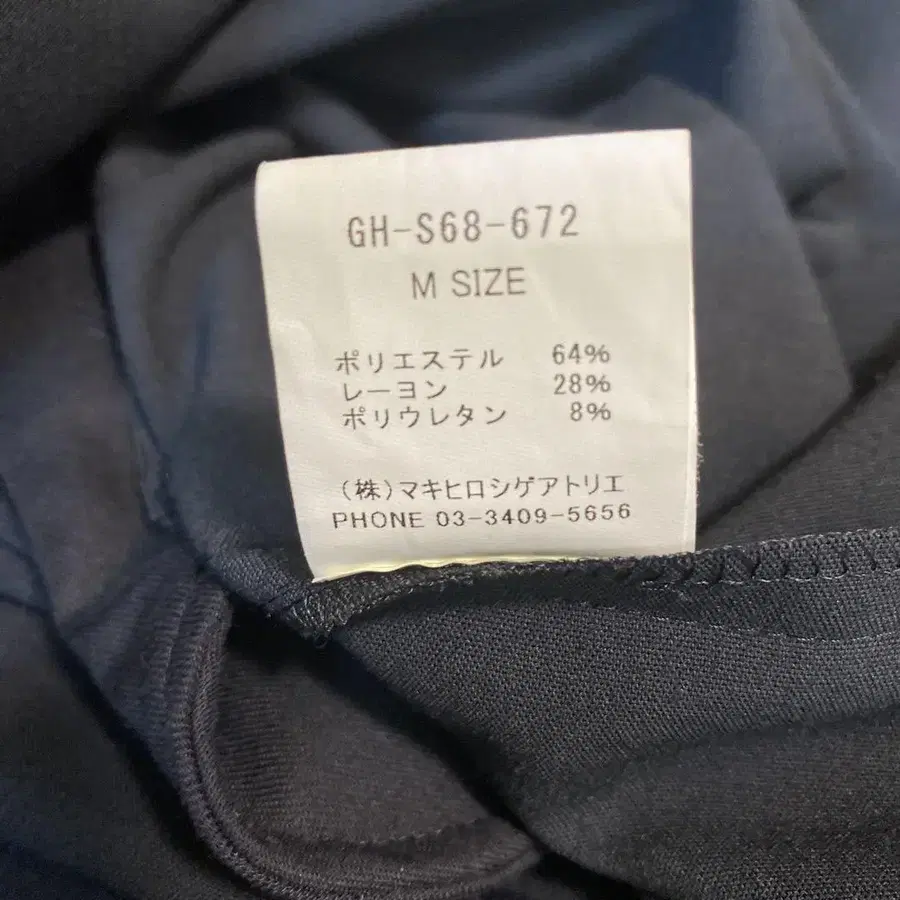 GH-S68-672
M SIZE
ポリエステル 64%
レーヨン 28%
ポリウレタン 8%
(株)マキヒロシゲアトリエ
PHONE 03-3409-5656